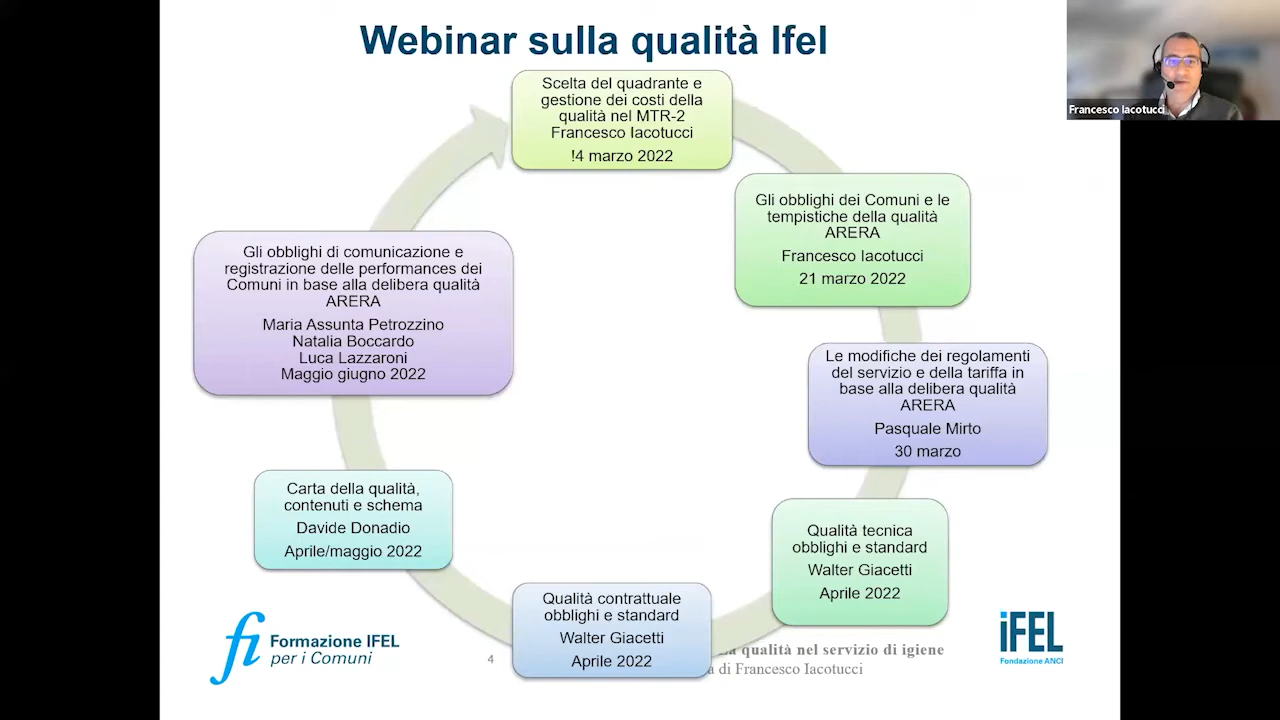 Webinar sulla qualità Ifel
Francesco Iacotucci
Scelta del quadrante e
gestione dei costi della
qualità nel MTR-2
Francesco Iacotucci
!4 marzo 2022
Gli obblighi dei Comuni e le
tempistiche della qualità
ARERA
Francesco Iacotucci
21 marzo 2022
Le modifiche dei regolamenti
del servizio e della tariffa in
base alla delibera qualità
ARERA
Pasquale Mirto
30 marzo
Qualità tecnica
obblighi e standard
Walter Giacetti
Aprile 2022
Qualità contrattuale
obblighi e standard
Walter Giacetti
Aprile 2022
Carta della qualità,
contenuti e schema
Davide Donadio
Aprile/maggio 2022
Gli obblighi di comunicazione e
registrazione delle performances dei
Comuni in base alla delibera qualità
ARERA
Maria Assunta Petrozzino
Natalia Boccardo
Luca Lazzaroni
Maggio giugno 2022
fi Formazione IFEL
per i Comuni
4
qualità nel servizio di igiene
di Francesco Iacotucci
iFEL
Fondazione ANCI